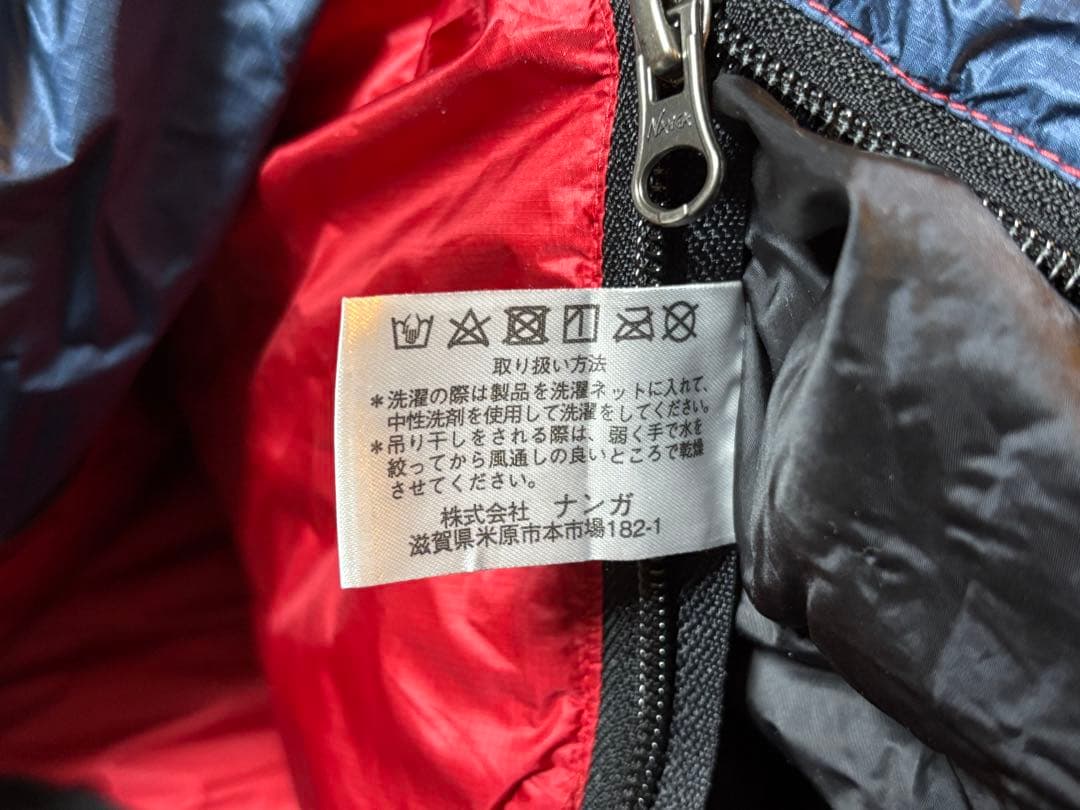 取り扱い方法
*洗濯の際は製品を洗濯ネットに入れて、
中性洗剤を使用して洗濯をしてください。
*吊り干しをされる際は、弱く手で水を
絞ってから風通しの良いところで乾燥
させてください。
株式会社 ナンガ
滋賀県米原市本市場182-1